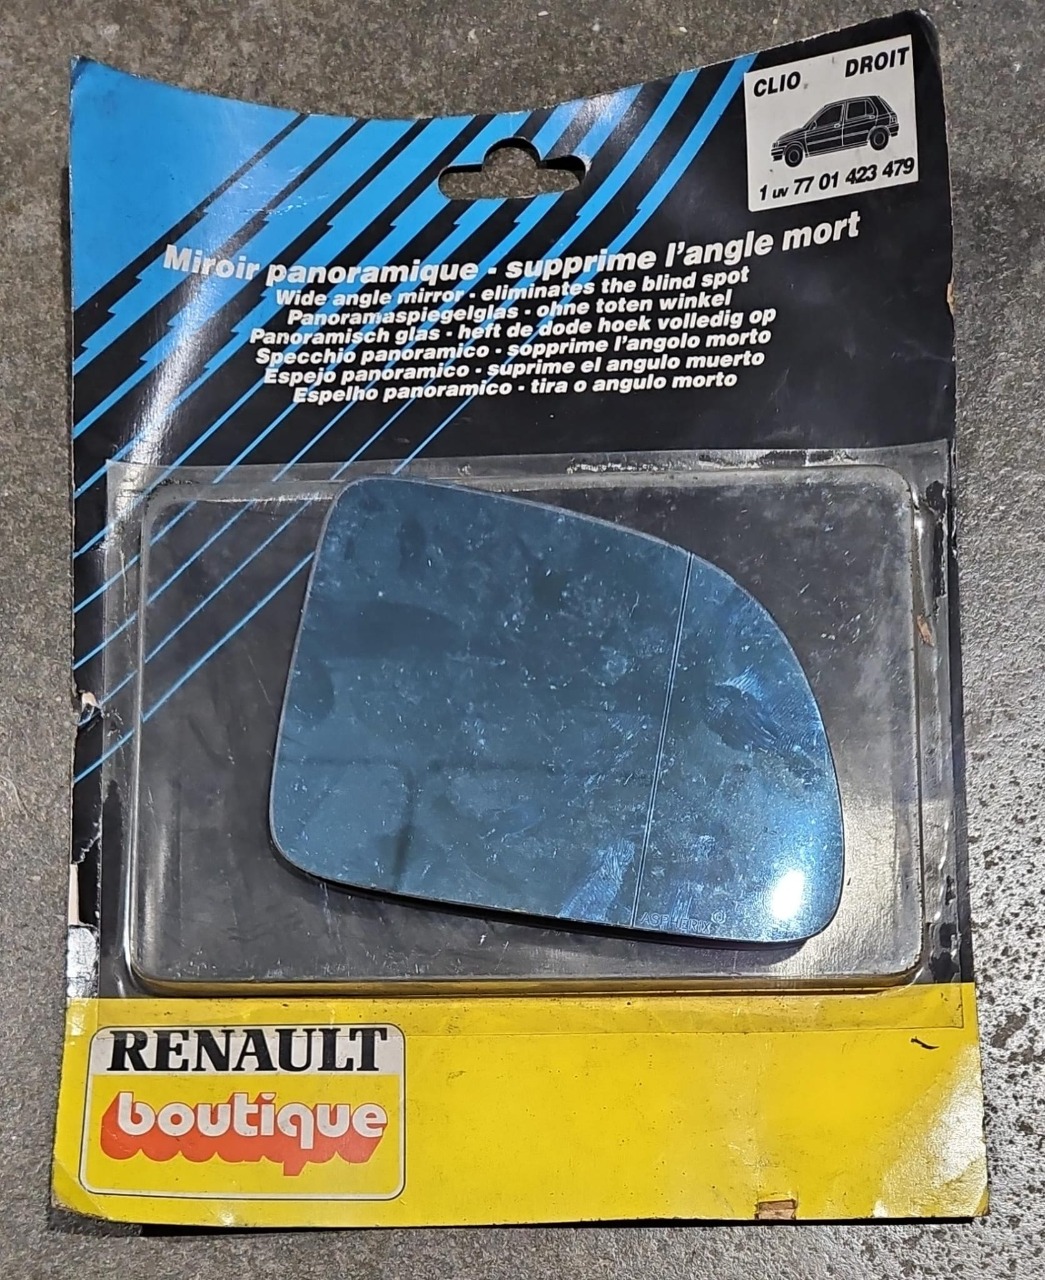 CLIO DROIT
1 uv 77 01 423 479
Miroir panoramique - supprime l'angle mort
Wide angle mirror - eliminates the blind spot
Panoramaspiegelglas - ohne toten winkel
Panoramisch glas - heft de dode hoek volledig op
Specchio panoramico - sopprime l'angolo morto
Espejo panoramico - suprime el angulo muerto
Espelho panoramico - tira o angulo morto
ASPHERIX
RENAULT
boutique